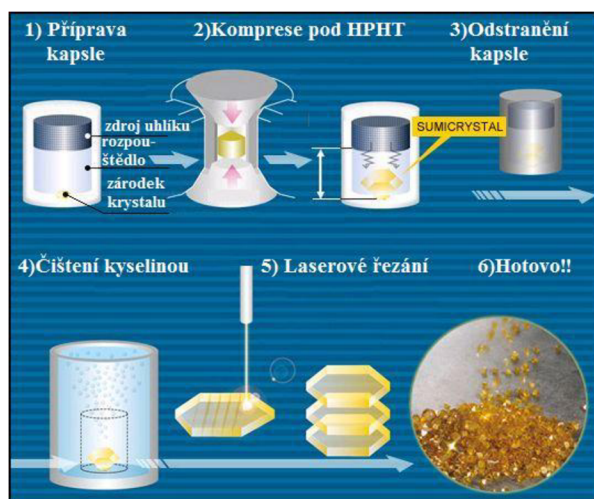 1) Příprava
kapsle
2)Komprese pod HPHT
3)Odstranění
kapsle
zdroj uhlíku
rozpou-
štědlo
zárodek
krystalu
SUMICRYSTAL
4)Čištení kyselinou
5) Laserové řezání
6)Hotovo!!